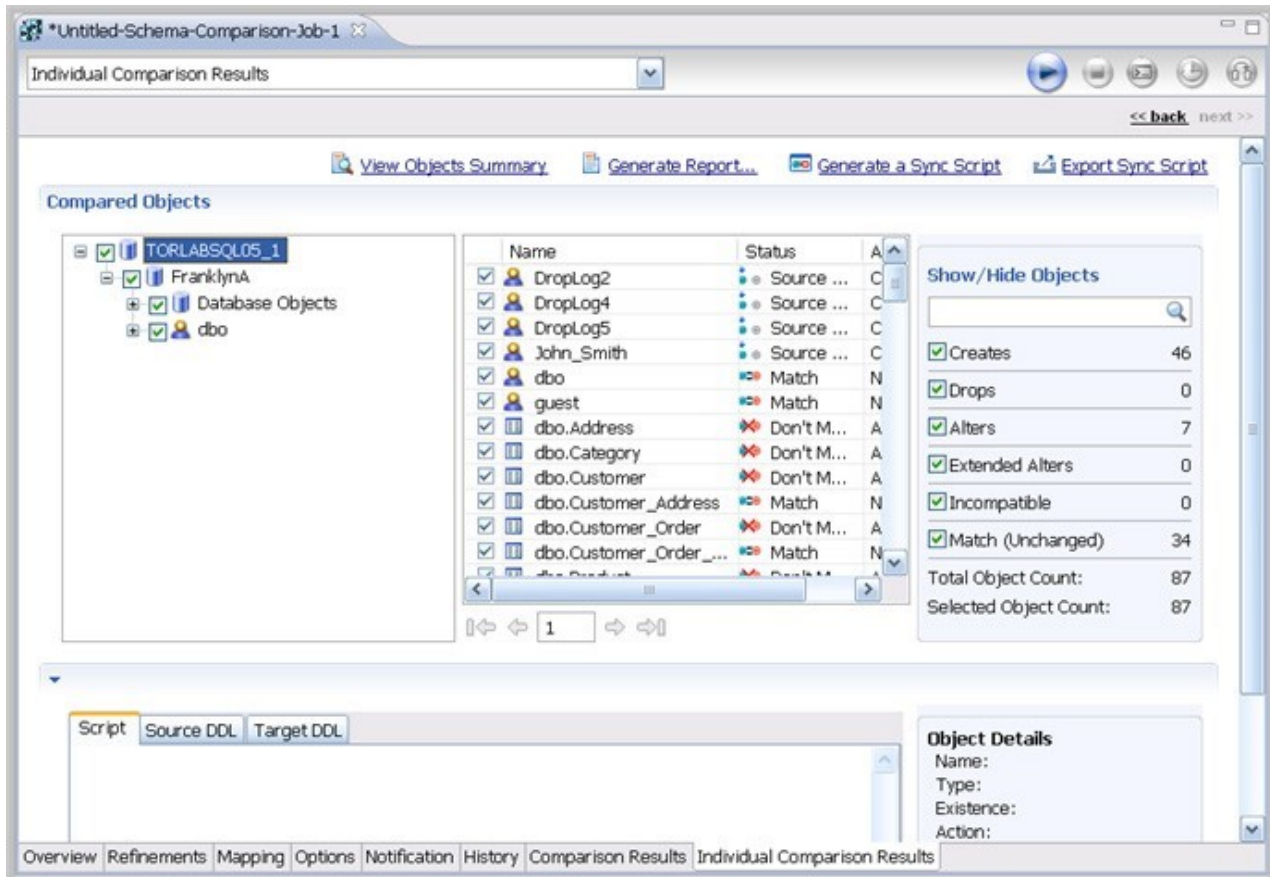 *Untitled-Schema-Comparison-Job-1
Individual Comparison Results
<< back next >>
View Objects Summary Generate Report... Generate a Sync Script Export Sync Script
Compared Objects
TORLABSQL05_1
FranklynA
Database Objects
dbo
Name Status A
DropLog2 Source ... C
DropLog4 Source ... C
DropLog5 Source ... C
John_Smith Source ... C
dbo Match N
guest Match N
dbo.Address Don't M... A
dbo.Category Don't M... A
dbo.Customer Don't M... A
dbo.Customer_Address Match N
dbo.Customer_Order Don't M... A
dbo.Customer_Order_... Match N
dbo.Product Don't M... A
1
Show/Hide Objects
Creates 46
Drops 0
Alters 7
Extended Alters 0
Incompatible 0
Match (Unchanged) 34
Total Object Count: 87
Selected Object Count: 87
Script Source DDL Target DDL
Object Details
Name:
Type:
Existence:
Action:
Overview Refinements Mapping Options Notification History Comparison Results Individual Comparison Results